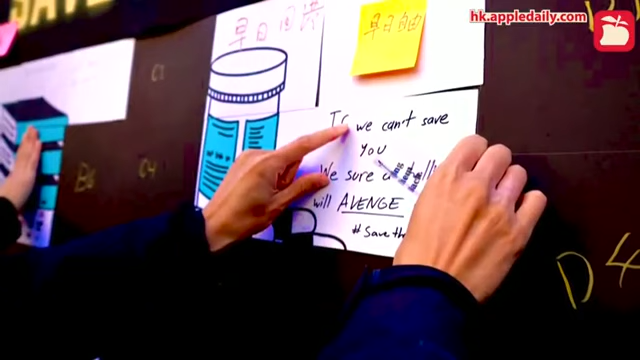 SAVE
hk.appledaily.com
早日回港
早日自由
C1
If we can't save
you
We sure
will AVENGE
#Save the
B6
C4
D4